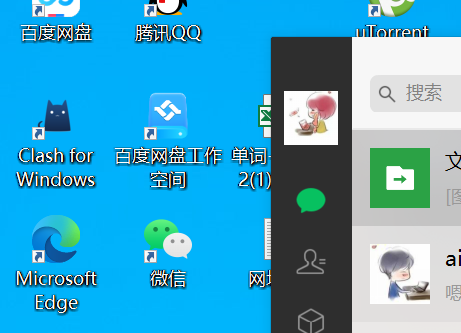 百度网盘
腾讯QQ
uTorrent
搜索
Clash for
Windows
百度网盘工作
空间
单词
2(1)
文
Microsoft
Edge
微信
ai
嗯